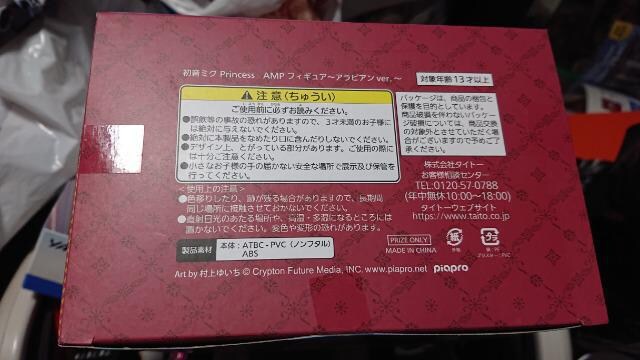 初音ミク Princess AMP フィギュア～アラビアン ver.～
対象年齢13才以上
注意(ちゅうい)
ご使用前に必ずお読みください。
●誤飲等の事故の恐れがありますので、3才未満のお子様には絶対に与えないでください。
●絶対に本製品をなめたり口に含んだりしないでください。
●デザイン上、とがっている部分があります。ご使用の際には十分ご注意ください。
●小さなお子様の手の届かない安全な場所で展示及び保管を行ってください。
パッケージは、商品の梱包と
保護を目的としています。
商品破損を伴わないパッケー
ジ破損については、商品交換
の対象外とさせていただく場
合がございますので予めご
了承ください。
<使用上の注意>
●色移りしたり、跡が残る場合がありますので、長期間
同じ場所に接触させておかないでください。
●直射日光のあたる場所や、高温・多湿になるところには
置かないでください。変色や変形の恐れがあります。
株式会社タイトー
お客様相談センター
TEL:0120-57-0788
(年中無休10:00～18:00)
タイトーウェブサイト
https://www.taito.co.jp
製品素材
本体:ATBC-PVC(ノンフタル)
ABS
PRIZE ONLY
MADE IN CHINA
紙
外箱
プラ
ブリスター:PVC
Art by 村上ゆいち © Crypton Future Media, INC. www.piapro.net piapro